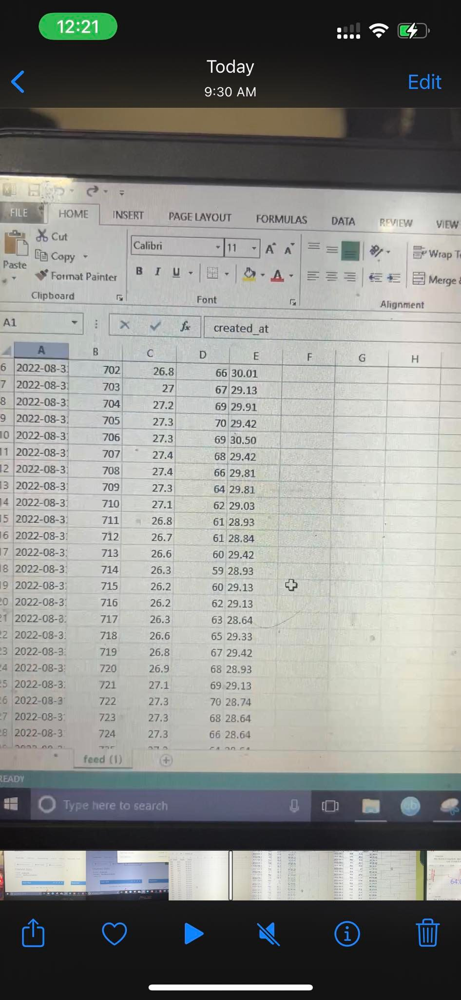 12:21
Today
9:30 AM
Edit
FILE HOME INSERT PAGE LAYOUT FORMULAS DATA REVIEW VIEW
Cut
Copy
Format Painter
Paste
Calibri 11
B I U
Wrap
Merge &
Clipboard Font Alignment
A1 fx created_at
A B C D E F G H
6 2022-08-3 702 26.8 66 30.01
7 2022-08-3 703 27 67 29.13
8 2022-08-3 704 27.2 69 29.91
9 2022-08-3 705 27.3 70 29.42
10 2022-08-3 706 27.3 69 30.50
11 2022-08-3 707 27.4 68 29.42
12 2022-08-3 708 27.4 66 29.81
13 2022-08-3 709 27.3 64 29.81
14 2022-08-3 710 27.1 62 29.03
15 2022-08-3 711 26.8 61 28.93
16 2022-08-3 712 26.7 61 28.84
17 2022-08-3 713 26.6 60 29.42
18 2022-08-3 714 26.3 59 28.93
19 2022-08-3 715 26.2 60 29.13
20 2022-08-3 716 26.2 62 29.13
21 2022-08-3 717 26.3 63 28.64
22 2022-08-3 718 26.6 65 29.33
23 2022-08-3 719 26.8 67 29.42
24 2022-08-3 720 26.9 68 28.93
25 2022-08-3 721 27.1 69 29.13
26 2022-08-3 722 27.3 70 28.74
27 2022-08-3 723 27.3 68 28.64
28 2022-08-3 724 27.3 66 28.64
feed (1)
READY
Type here to search